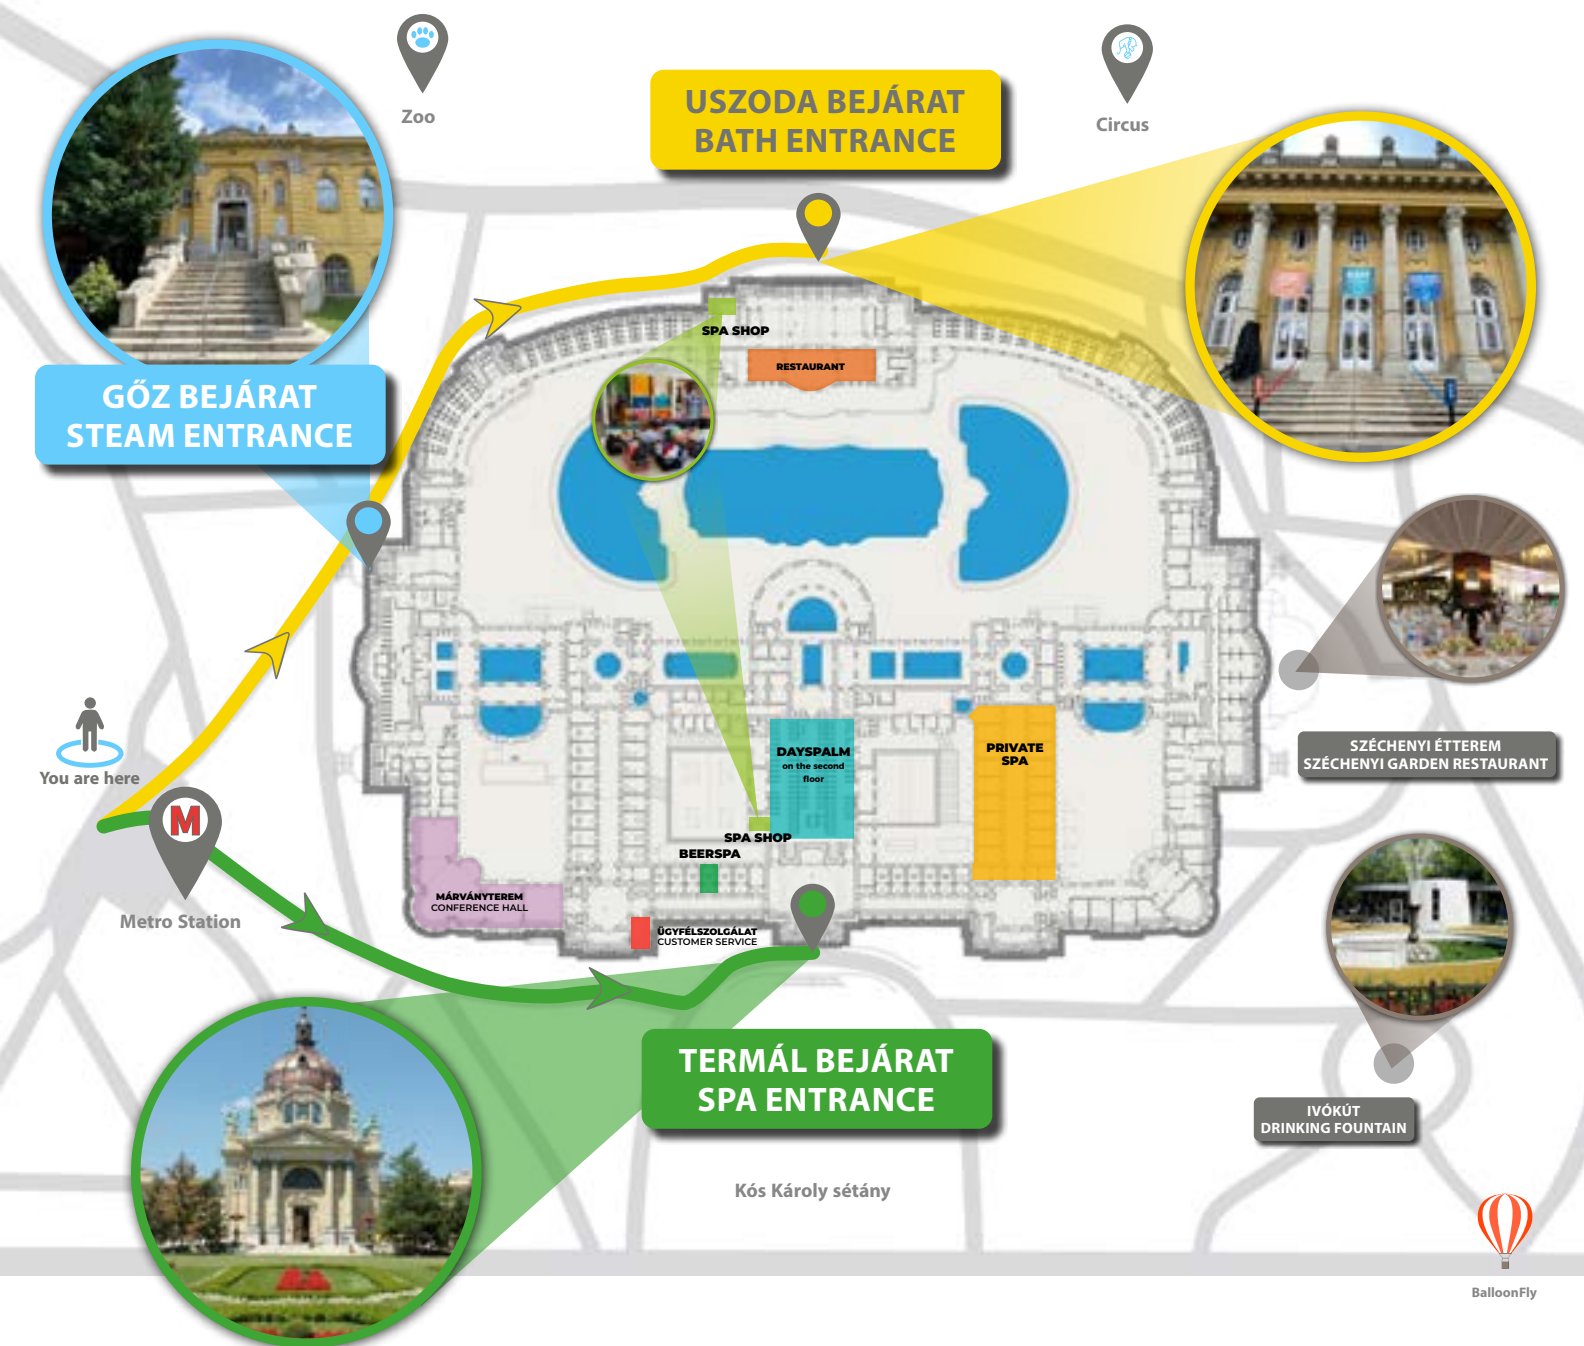 Zoo
USZODA BEJÁRAT
BATH ENTRANCE
Circus
SPA SHOP
RESTAURANT
GŐZ BEJÁRAT
STEAM ENTRANCE
You are here
M
Metro Station
DAYSPALM
on the second
floor
PRIVATE
SPA
SPA SHOP
BEERSPA
MÁRVÁNYTEREM
CONFERENCE HALL
ÜGYFÉLSZOLGÁLAT
CUSTOMER SERVICE
SZÉCHENYI ÉTTEREM
SZÉCHENYI GARDEN RESTAURANT
TERMÁL BEJÁRAT
SPA ENTRANCE
IVÓKÚT
DRINKING FOUNTAIN
Kós Károly sétány
BalloonFly